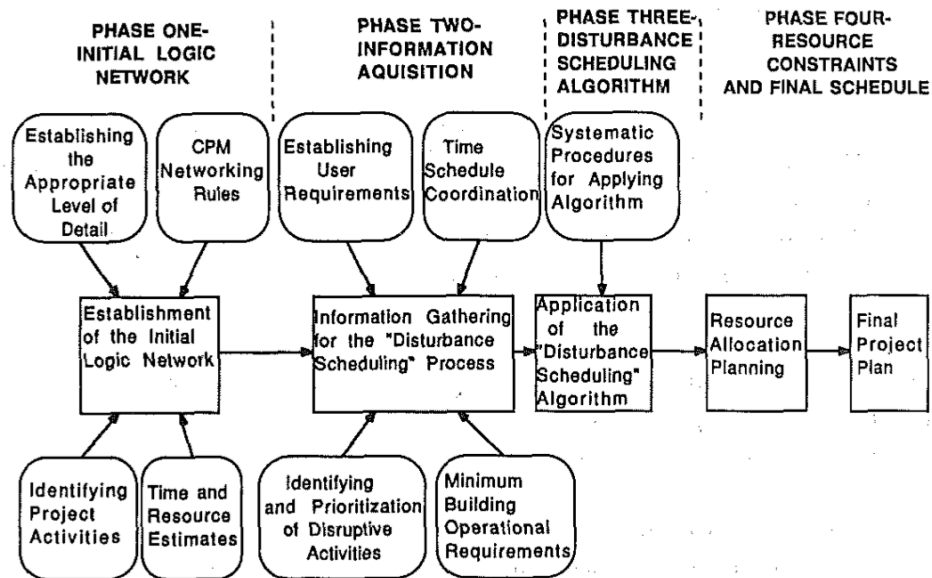 PHASE ONE-
INITIAL LOGIC
NETWORK
PHASE TWO-
INFORMATION
AQUISITION
PHASE THREE-
DISTURBANCE
SCHEDULING
ALGORITHM
PHASE FOUR-
RESOURCE
CONSTRAINTS
AND FINAL SCHEDULE
Establishing
the
Appropriate
Level of
Detail
CPM
Networking
Rules
Establishing
User
Requirements
Time
Schedule
Coordination
Systematic
Procedures
for Applying
Algorithm
Establishment
of the Initial
Logic Network
Information Gathering
for the "Disturbance
Scheduling" Process
Application
of the
"Disturbance
Scheduling"
Algorithm
Resource
Allocation
Planning
Final
Project
Plan
Identifying
Project
Activities
Time and
Resource
Estimates
Identifying
and Prioritization
of Disruptive
Activities
Minimum
Building
Operational
Requirements